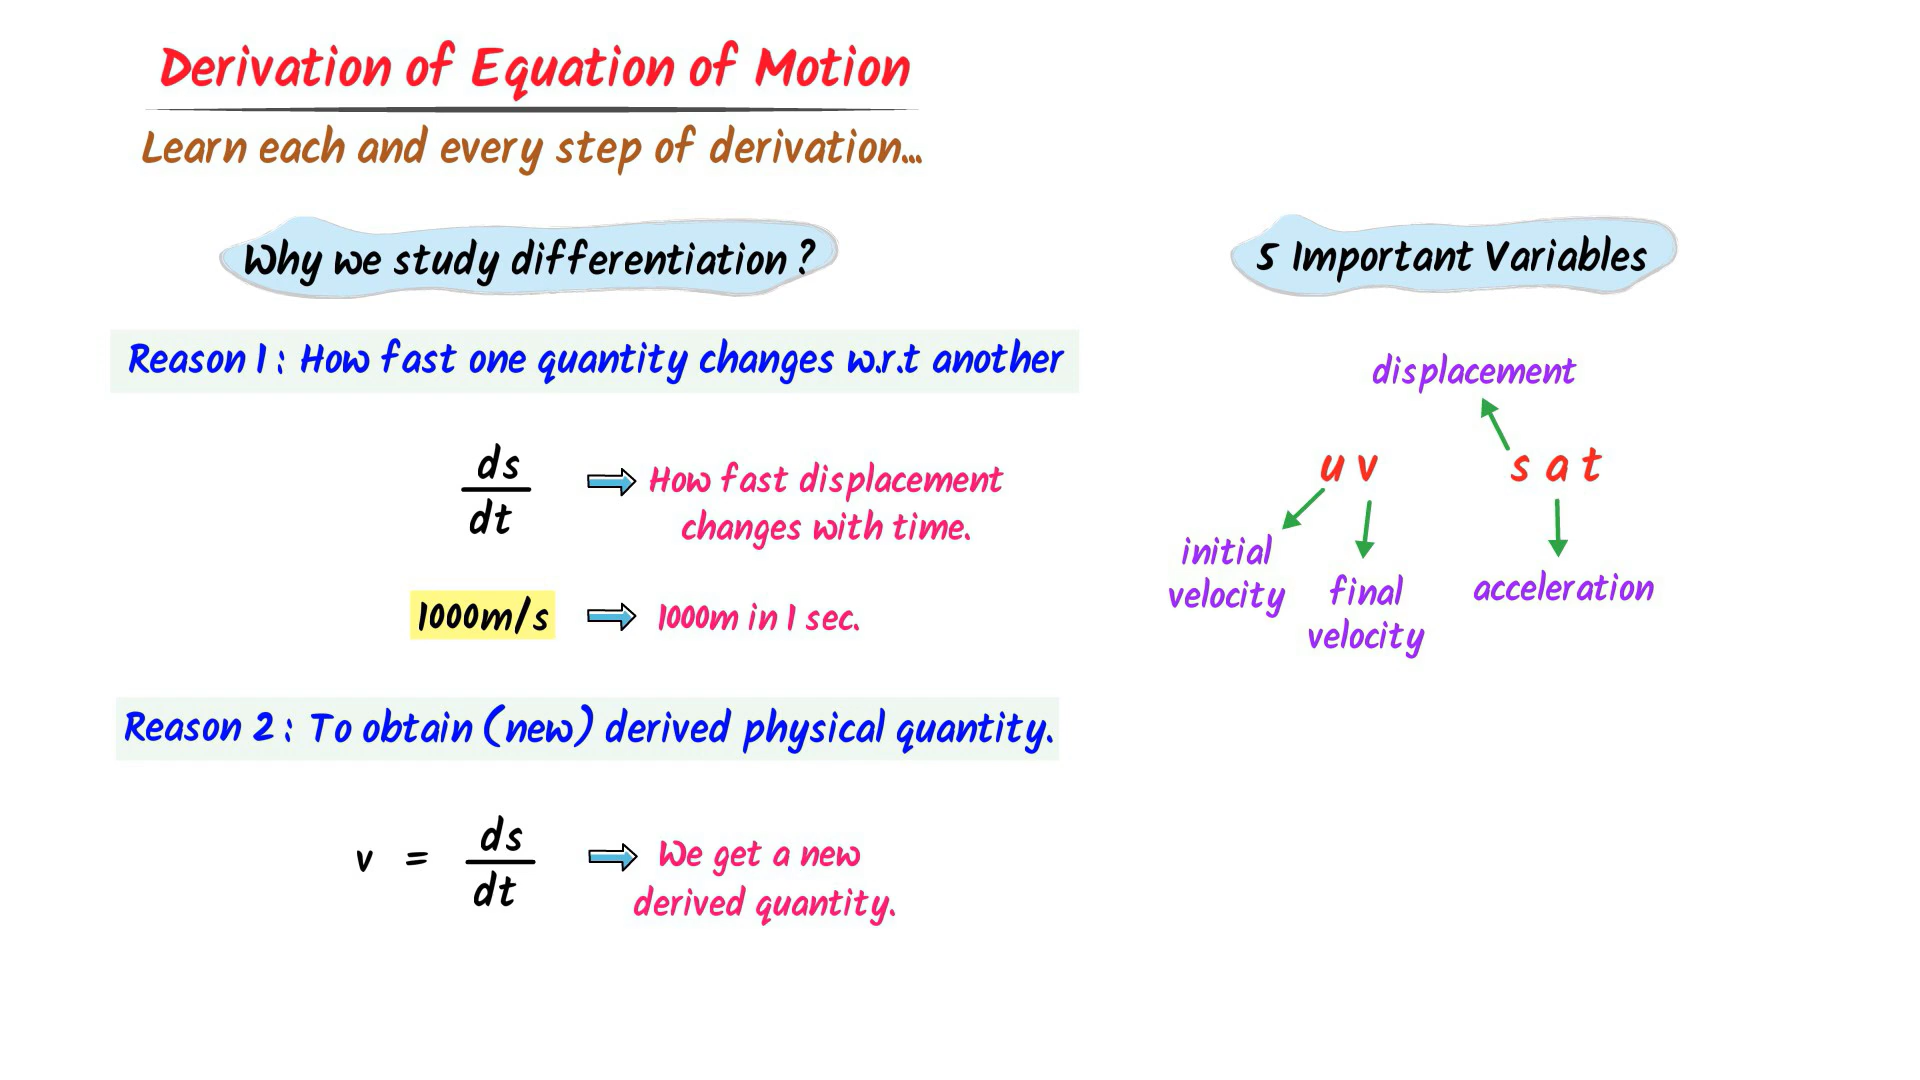 Derivation of Equation of Motion
Learn each and every step of derivation...
Why we study differentiation ?
Reason 1 : How fast one quantity changes w.r.t another
ds
dt
How fast displacement
changes with time.
1000m/s
1000m in 1 sec.
Reason 2 : To obtain (new) derived physical quantity.
v = ds
dt
We get a new
derived quantity.
5 Important Variables
displacement
u v
s a t
initial
velocity
final
velocity
acceleration